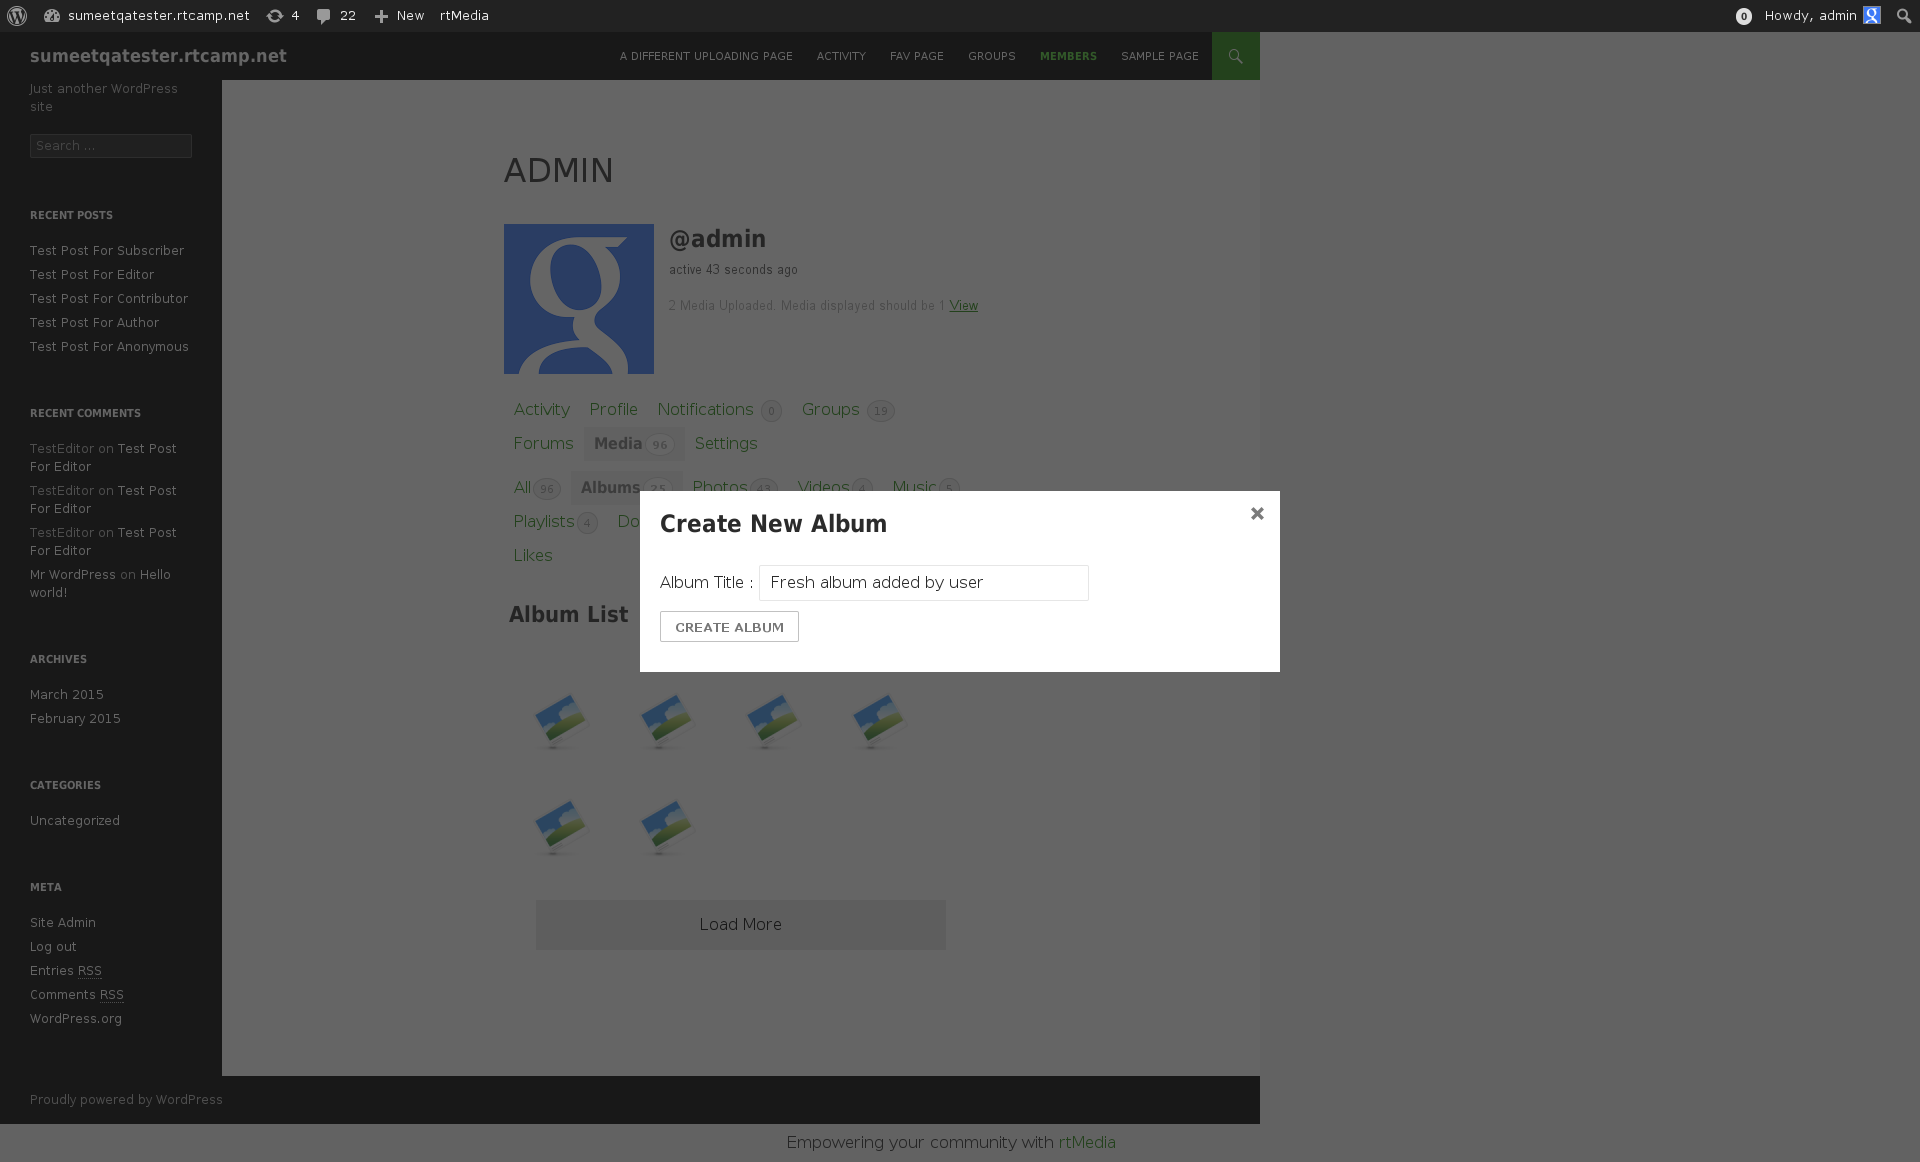 sumeetqatester.rtcamp.net 4 22 New rtMedia 0 Howdy, admin
sumeetqatester.rtcamp.net A DIFFERENT UPLOADING PAGE ACTIVITY FAV PAGE GROUPS MEMBERS SAMPLE PAGE
Just another WordPress
site
Search ...
RECENT POSTS
Test Post For Subscriber
Test Post For Editor
Test Post For Contributor
Test Post For Author
Test Post For Anonymous
RECENT COMMENTS
TestEditor on Test Post
For Editor
TestEditor on Test Post
For Editor
TestEditor on Test Post
For Editor
Mr WordPress on Hello
world!
ARCHIVES
March 2015
February 2015
CATEGORIES
Uncategorized
META
Site Admin
Log out
Entries RSS
Comments RSS
WordPress.org
ADMIN
@admin
active 43 seconds ago
2 Media Uploaded. Media displayed should be 1 View
Activity Profile Notifications 0 Groups 19
Forums Media 96 Settings
All 96 Albums 25 Photos 43 Videos 4 Music 5
Playlists 4 Do
Likes
Album List
Create New Album
Album Title : Fresh album added by user
CREATE ALBUM
Load More
Proudly powered by WordPress
Empowering your community with rtMedia